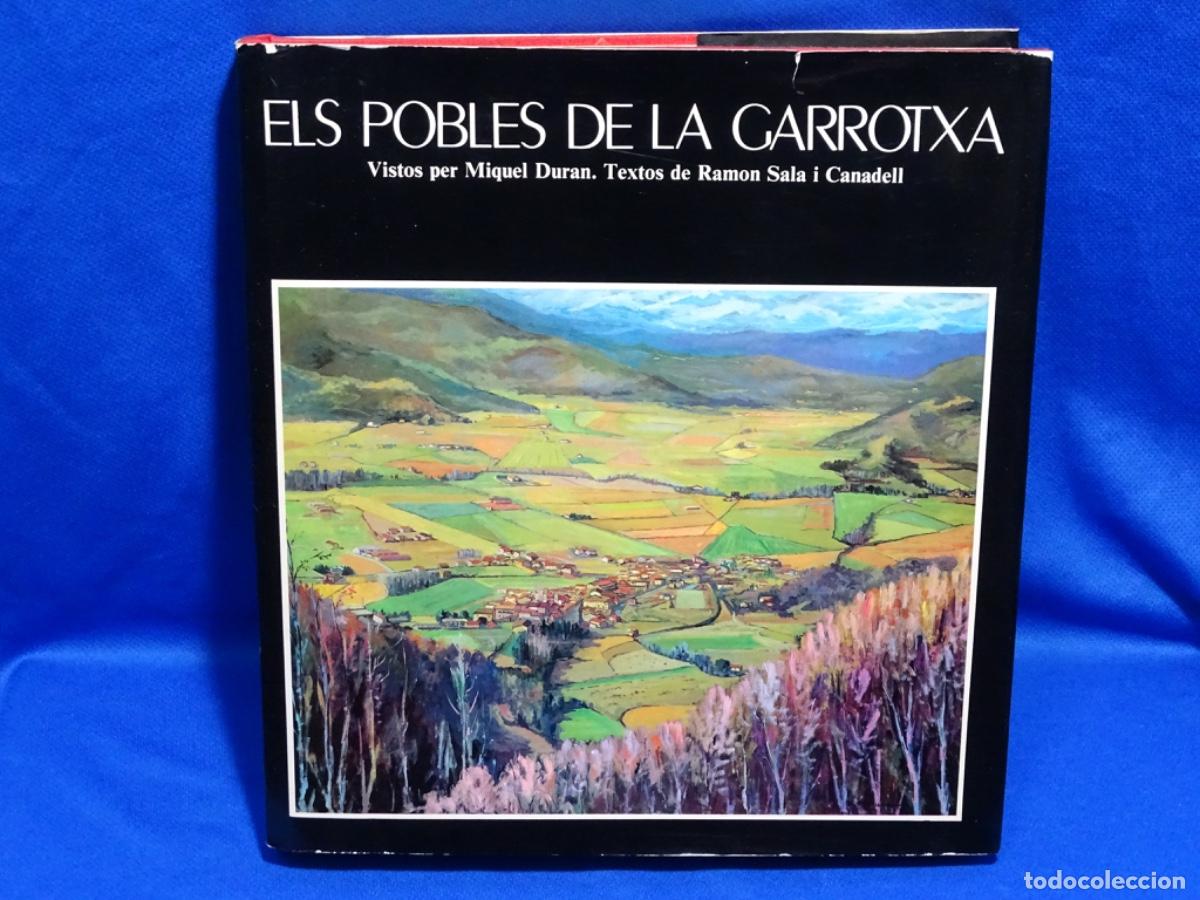 ELS POBLES DE LA GARROTXA
Vistos per Miquel Duran. Textos de Ramon Sala i Canadell
todocoleccion